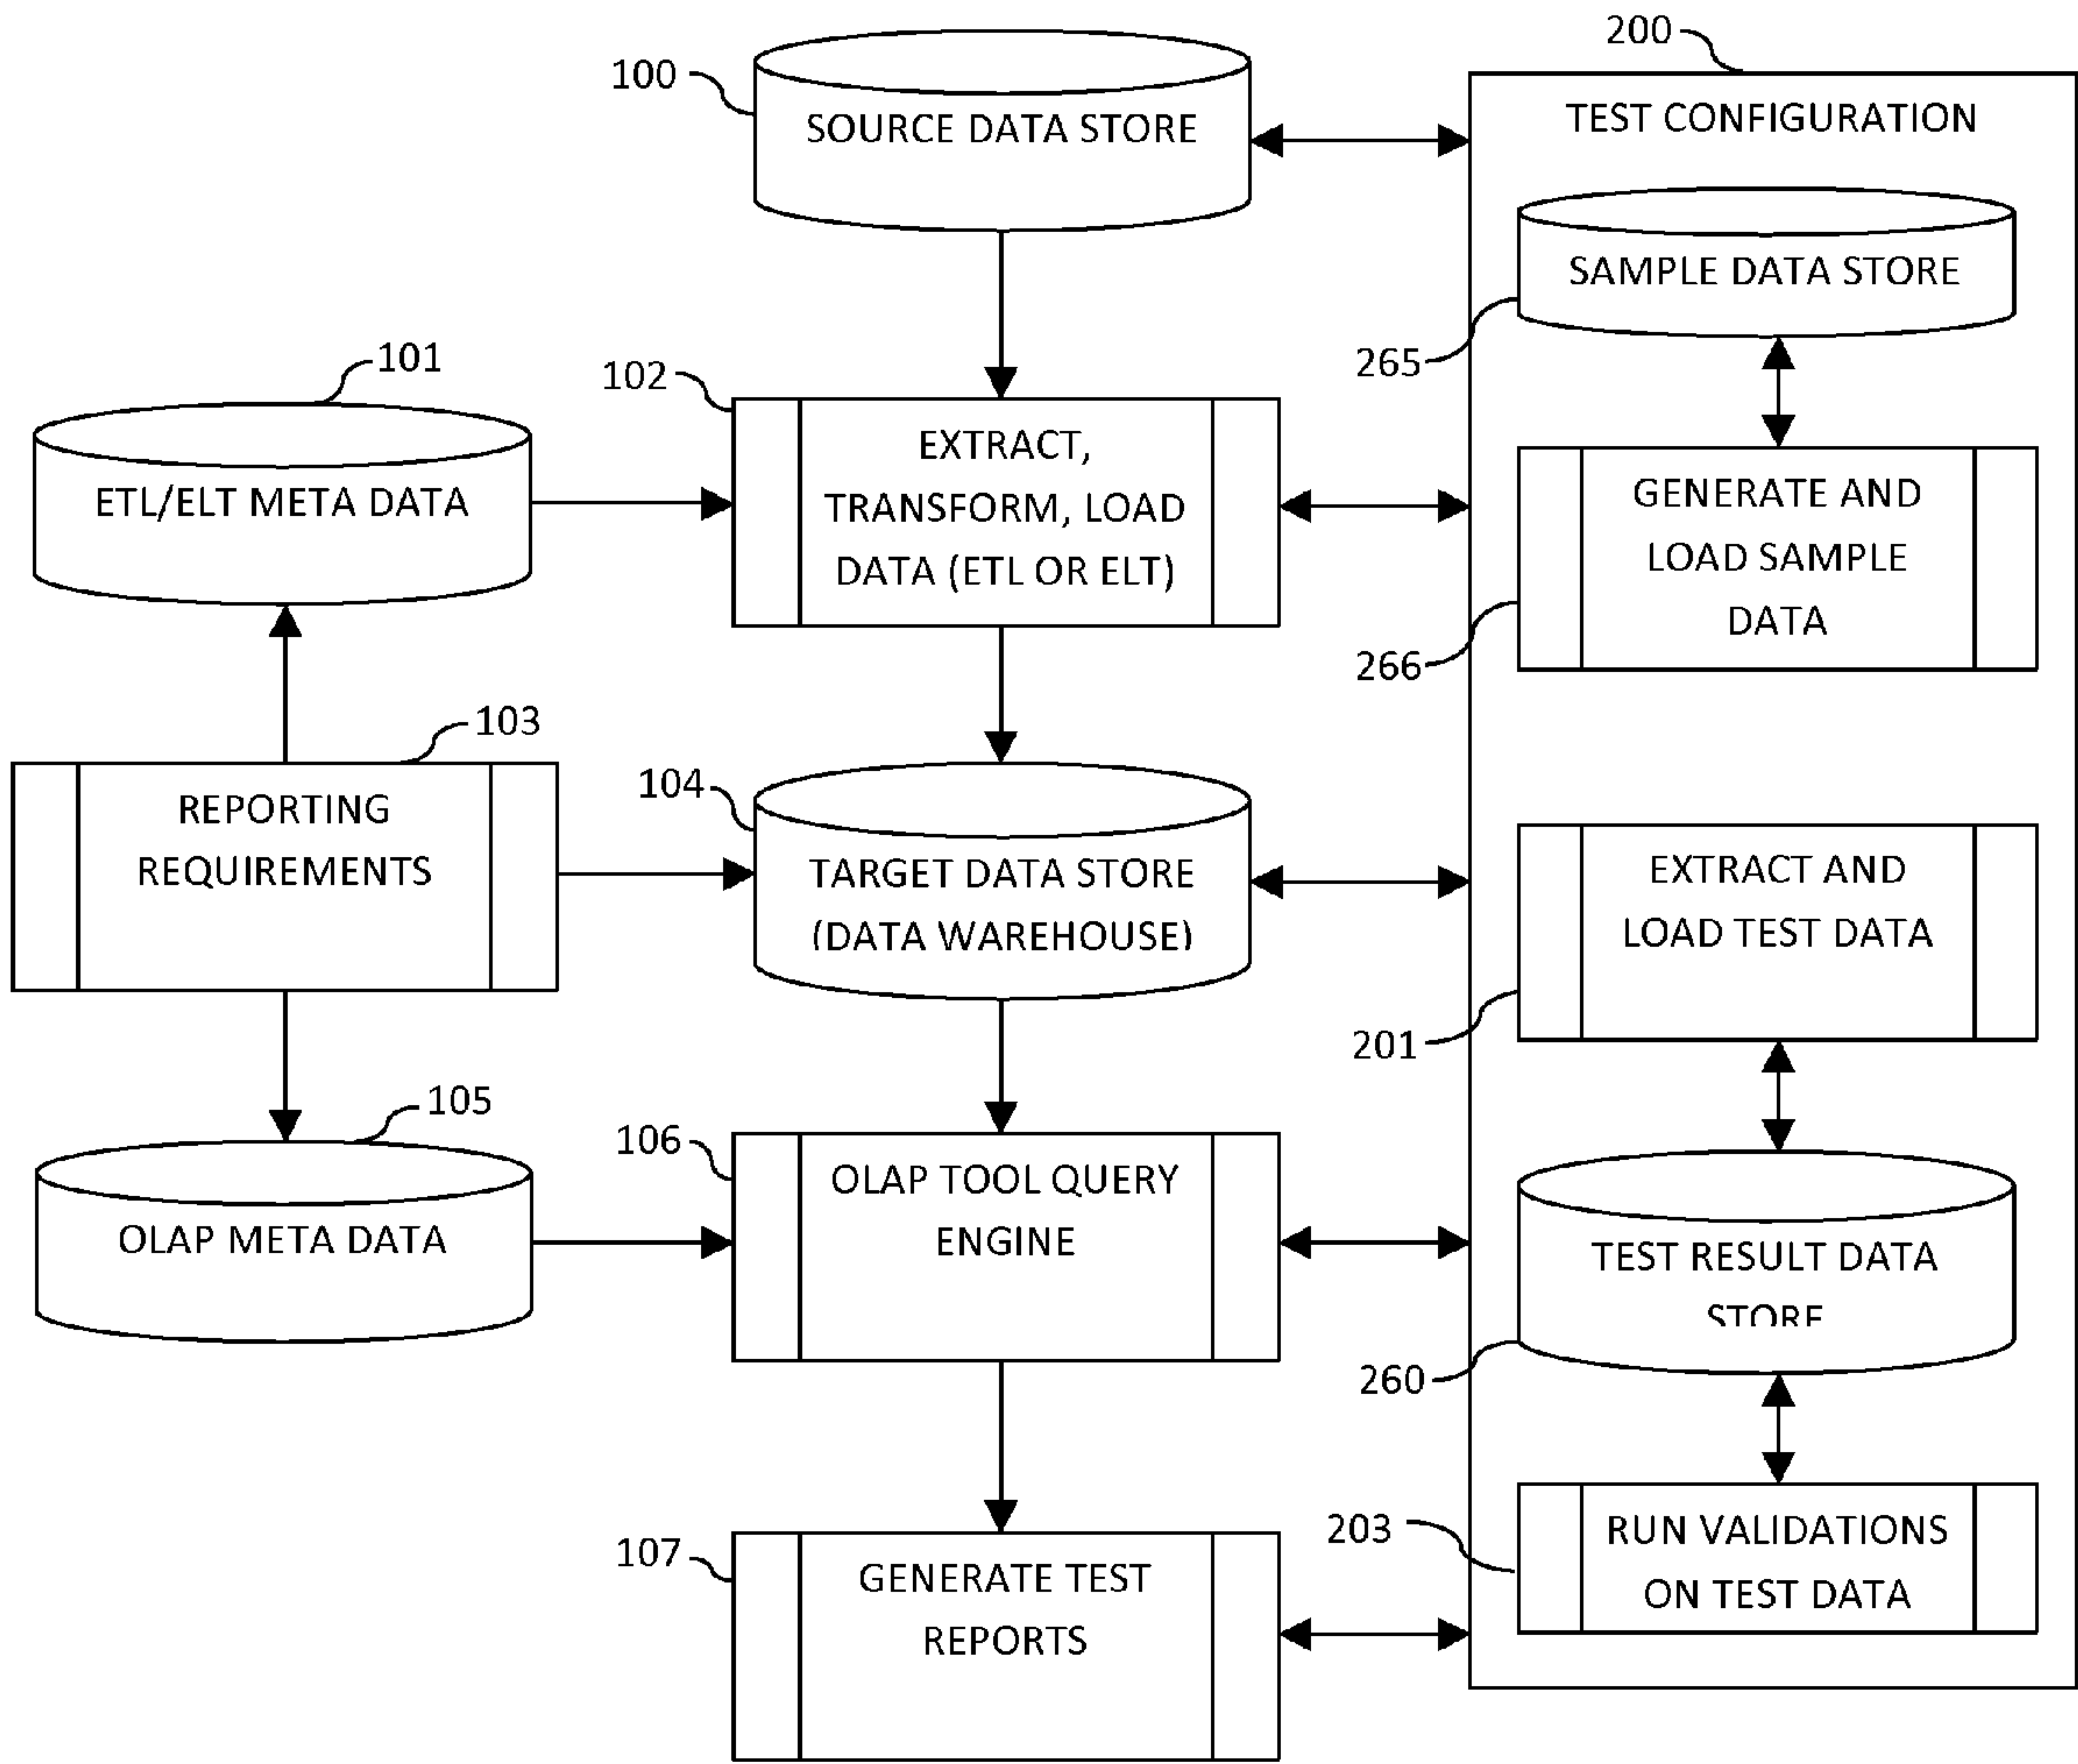 200
100
SOURCE DATA STORE
TEST CONFIGURATION
SAMPLE DATA STORE
265
101
102
ETL/ELT META DATA
EXTRACT,
TRANSFORM, LOAD
DATA (ETL OR ELT)
GENERATE AND
LOAD SAMPLE
DATA
266
103
REPORTING
REQUIREMENTS
104
TARGET DATA STORE
(DATA WAREHOUSE)
EXTRACT AND
LOAD TEST DATA
201
105
OLAP META DATA
106
OLAP TOOL QUERY
ENGINE
TEST RESULT DATA
STORE
260
107
GENERATE TEST
REPORTS
203
RUN VALIDATIONS
ON TEST DATA